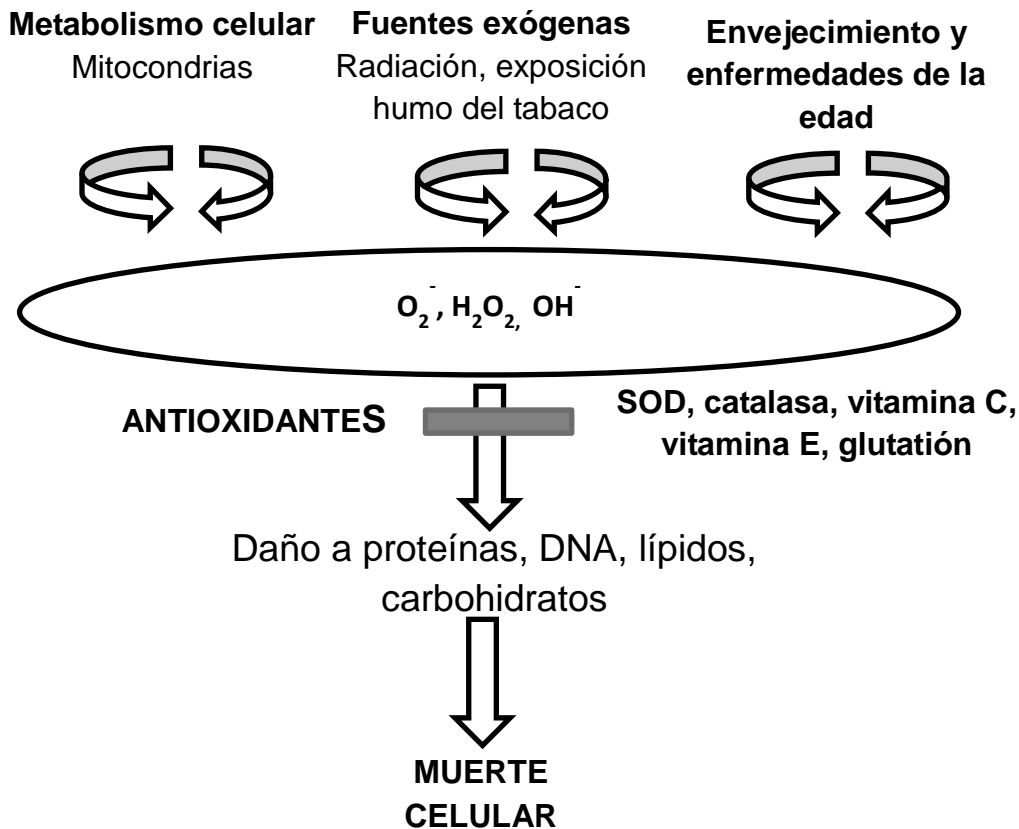 Metabolismo celular
Mitocondrias
Fuentes exógenas
Radiación, exposición
humo del tabaco
Envejecimiento y
enfermedades de la
edad
O₂⁻, H₂O₂, OH⁻
ANTIOXIDANTES
SOD, catalasa, vitamina C,
vitamina E, glutatión
Daño a proteínas, DNA, lípidos,
carbohidratos
MUERTE
CELULAR